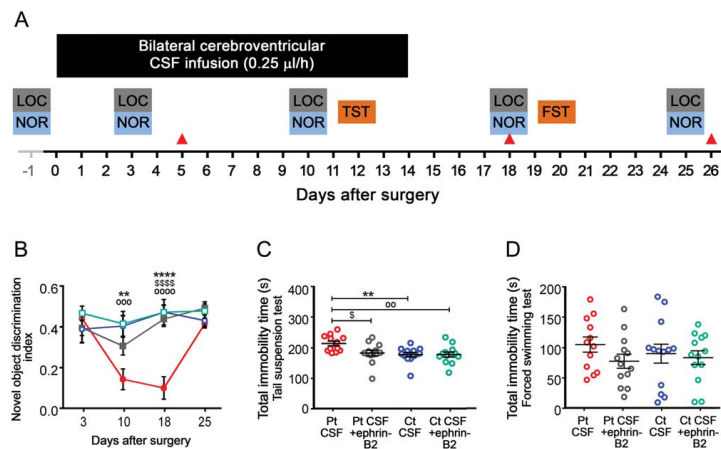 A
Bilateral cerebroventricular
CSF infusion (0.25 µl/h)
LOC LOC LOC LOC LOC
NOR NOR NOR TST NOR FST NOR
-1 0 1 2 3 4 5 6 7 8 9 10 11 12 13 14 15 16 17 18 19 20 21 22 23 24 25 26
Days after surgery
B
Novel object discrimination
index
0.6
0.4
0.2
0.0
**
ooo
****
$$$$
oooo
3 10 18 25
Days after surgery
C
Total immobility time (s)
Tail suspension test
400
300
200
100
0
**
oo
$
Pt CSF
Pt CSF +ephrin-B2
Ct CSF
Ct CSF +ephrin-B2
D
Total immobility time (s)
Forced swimming test
200
150
100
50
0
Pt CSF
Pt CSF +ephrin-B2
Ct CSF
Ct CSF +ephrin-B2